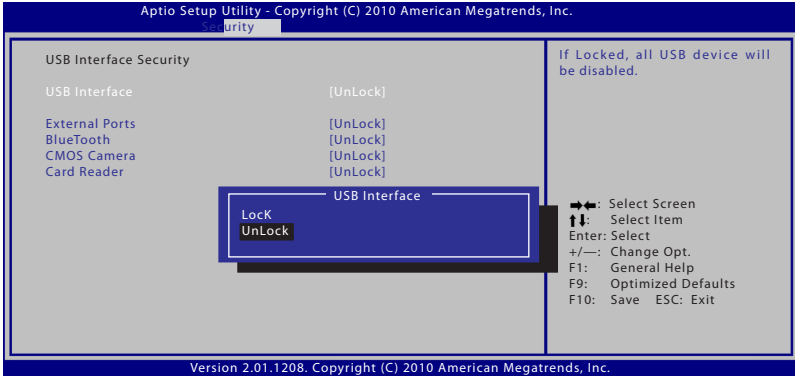 Aptio Setup Utility - Copyright (C) 2010 American Megatrends, Inc.
Security
USB Interface Security
USB Interface [UnLock]
External Ports [UnLock]
BlueTooth [UnLock]
CMOS Camera [UnLock]
Card Reader [UnLock]
USB Interface
LocK
UnLock
If Locked, all USB device will
be disabled.
➡⬅: Select Screen
⬆⬇: Select Item
Enter: Select
+/—: Change Opt.
F1: General Help
F9: Optimized Defaults
F10: Save ESC: Exit
Version 2.01.1208. Copyright (C) 2010 American Megatrends, Inc.